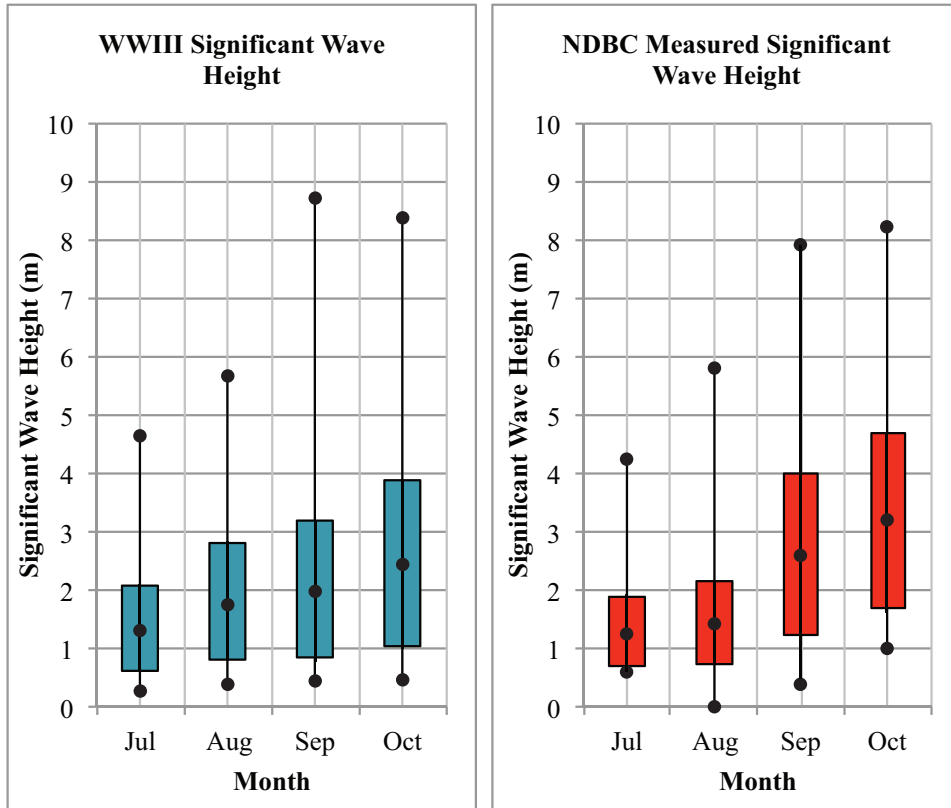 WWIII Significant Wave
Height
Significant Wave Height (m)
10
9
8
7
6
5
4
3
2
1
0
Jul Aug Sep Oct
Month
NDBC Measured Significant
Wave Height
Significant Wave Height (m)
10
9
8
7
6
5
4
3
2
1
0
Jul Aug Sep Oct
Month